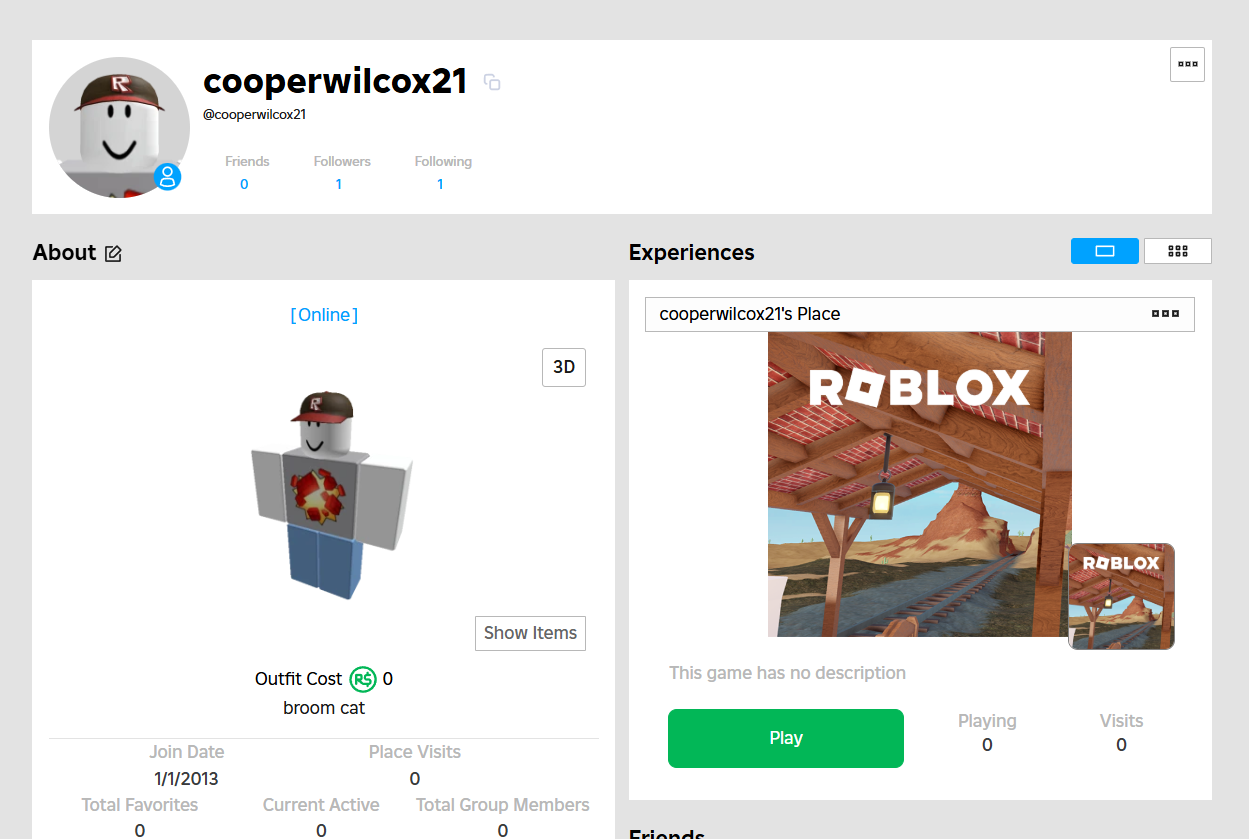 cooperwilcox21
@cooperwilcox21
Friends Followers Following
0 1 1
About
[Online]
3D
Show Items
Outfit Cost R$ 0
broom cat
Join Date Place Visits
1/1/2013 0
Total Favorites Current Active Total Group Members
0 0 0
Experiences
cooperwilcox21's Place
ROBLOX
ROBLOX
This game has no description
Play
Playing Visits
0 0
Friends